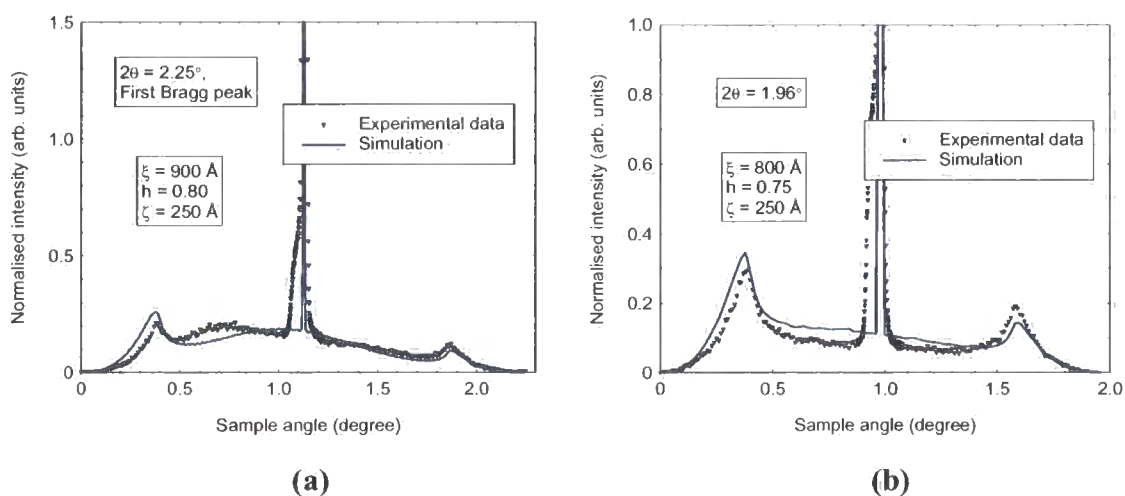 1.5
1.0
0.5
0
Normalised intensity (arb. units)
2θ = 2.25°,
First Bragg peak
Experimental data
Simulation
ξ = 900 Å
h = 0.80
ζ = 250 Å
0 0.5 1.0 1.5 2.0
Sample angle (degree)
(a)
1.0
0.8
0.6
0.4
0.2
0
Normalised intensity (arb. units)
2θ = 1.96°
Experimental data
Simulation
ξ = 800 Å
h = 0.75
ζ = 250 Å
0 0.5 1.0 1.5 2.0
Sample angle (degree)
(b)